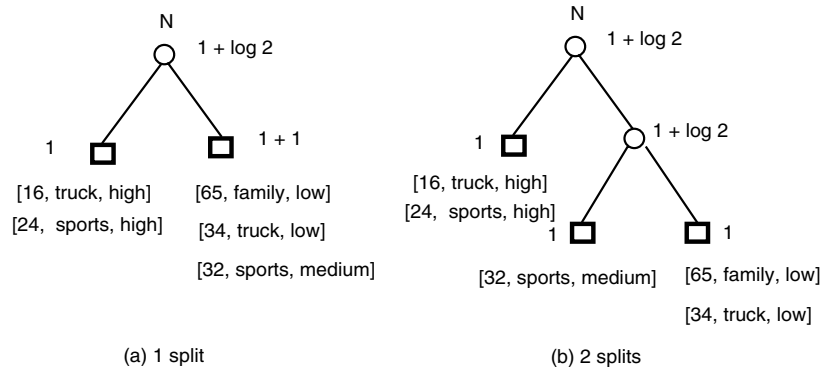 N
1 + log 2
1
1 + 1
[16, truck, high]
[24, sports, high]
[65, family, low]
[34, truck, low]
[32, sports, medium]
(a) 1 split
N
1 + log 2
1
1 + log 2
[16, truck, high]
[24, sports, high]
1
1
[32, sports, medium]
[65, family, low]
[34, truck, low]
(b) 2 splits